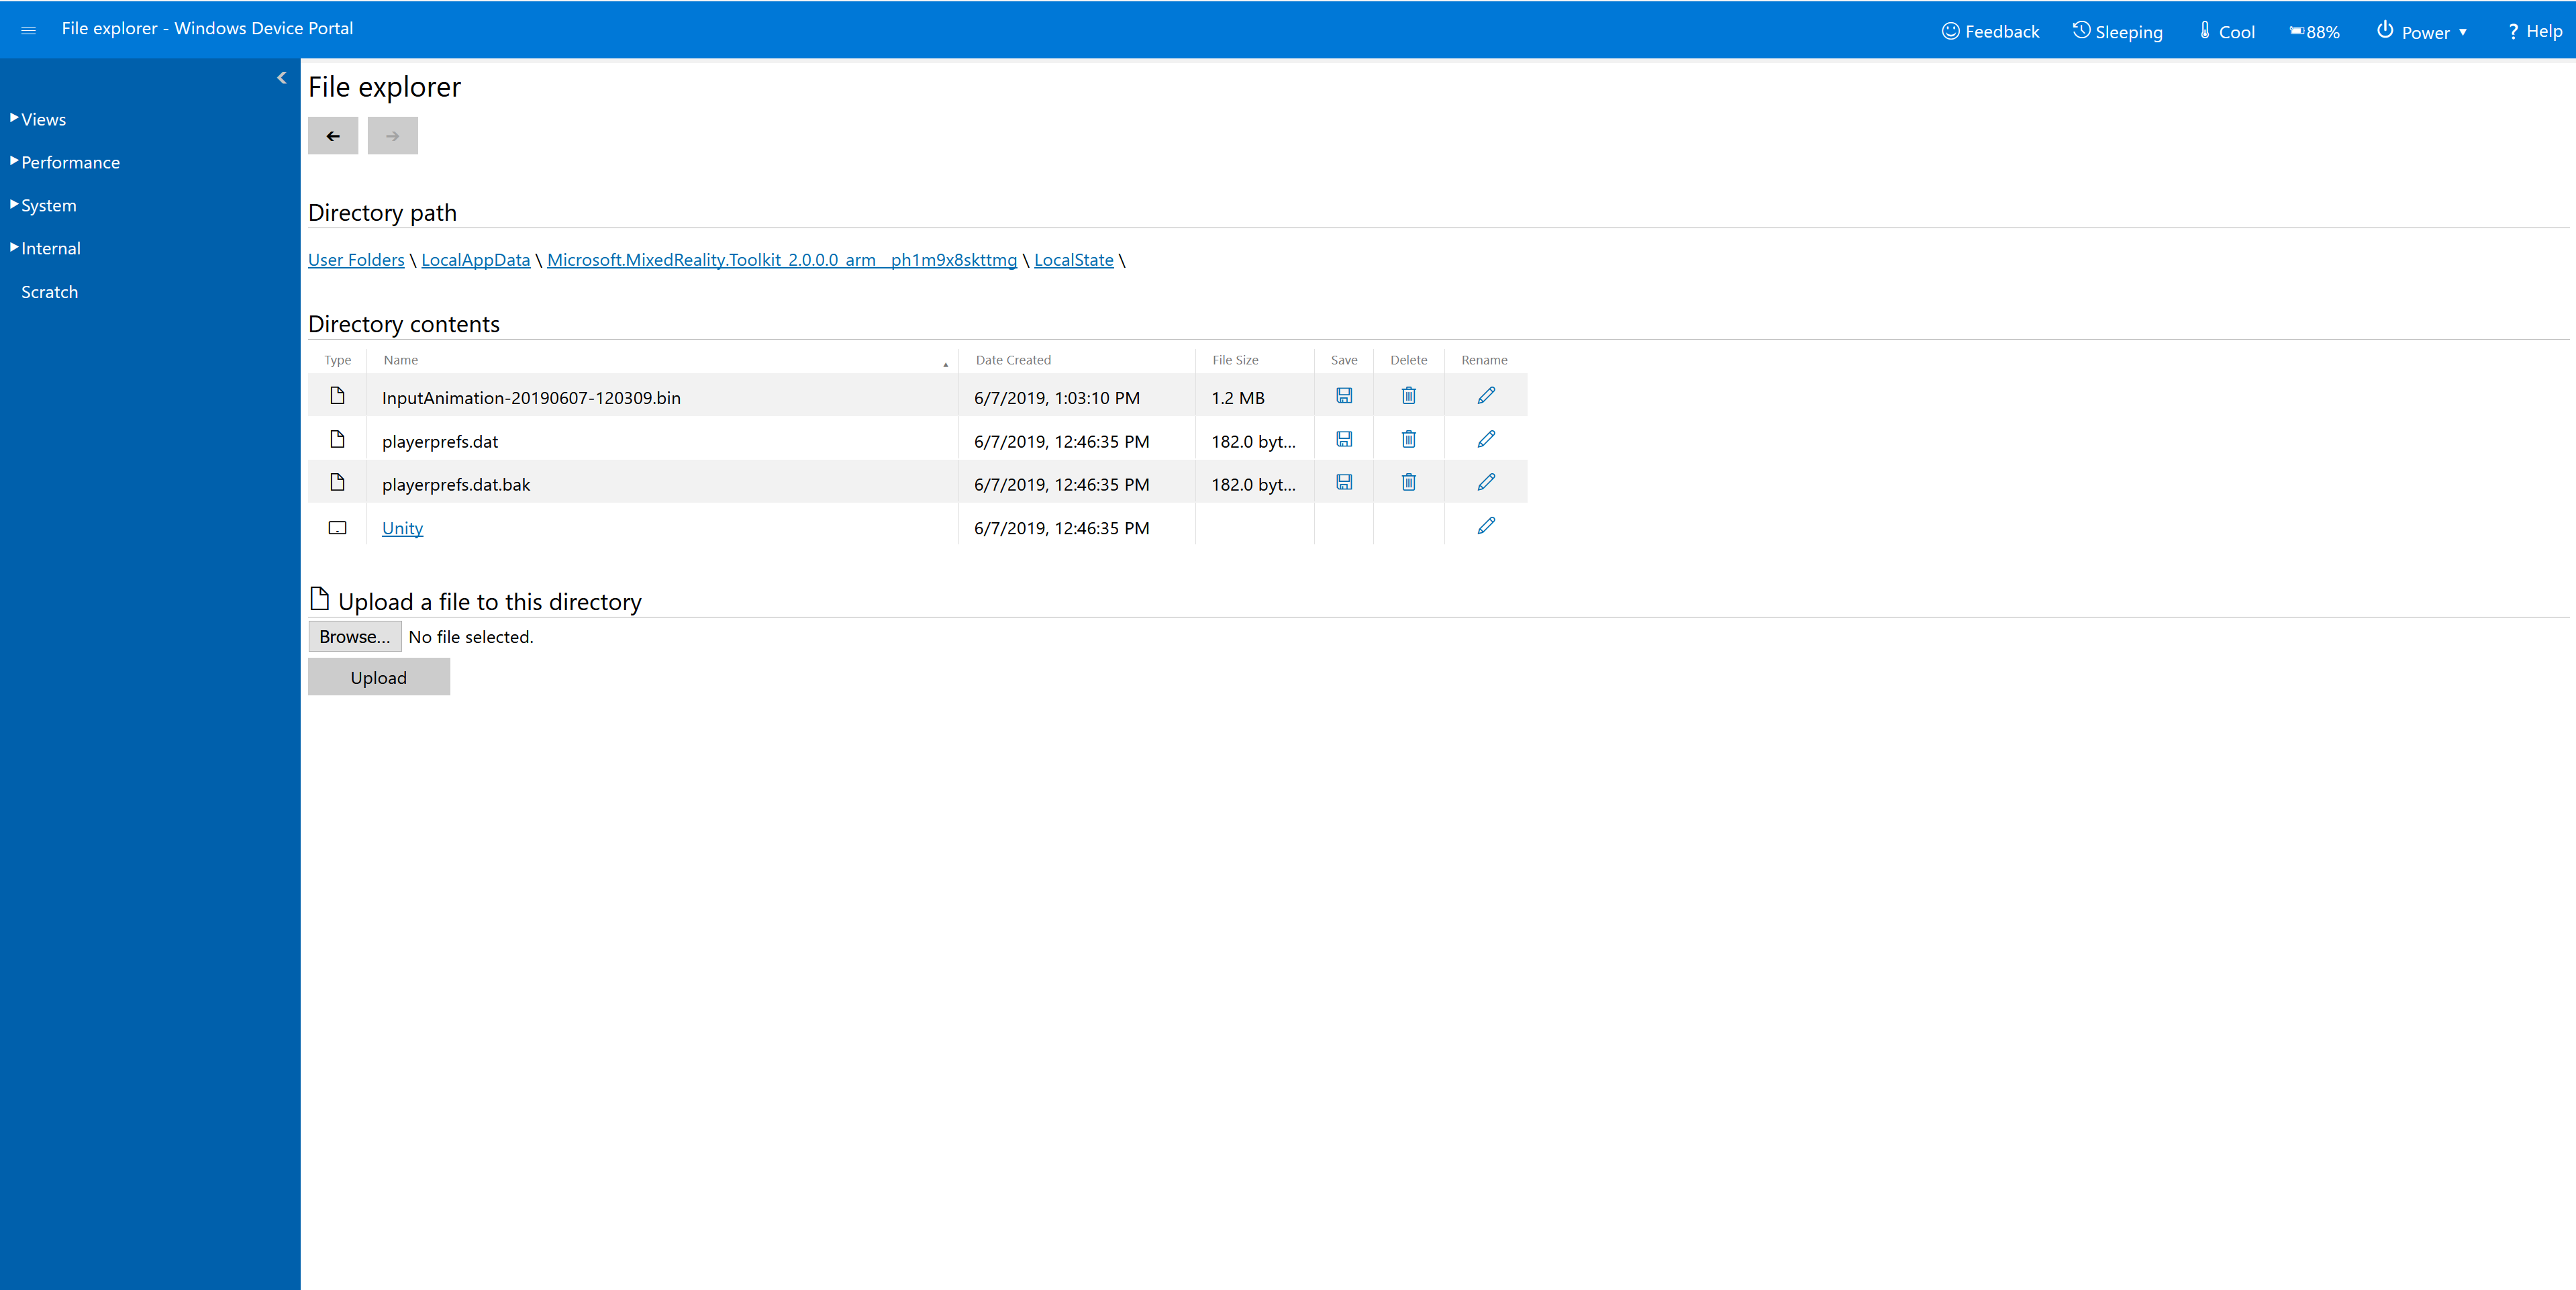 File explorer - Windows Device Portal
Feedback
Sleeping
Cool
88%
Power
? Help
Views
Performance
System
Internal
Scratch
File explorer
Directory path
User Folders \ LocalAppData \ Microsoft.MixedReality.Toolkit_2.0.0.0_arm__ph1m9x8skttmg \ LocalState \
Directory contents
Type Name Date Created File Size Save Delete Rename
InputAnimation-20190607-120309.bin 6/7/2019, 1:03:10 PM 1.2 MB
playerprefs.dat 6/7/2019, 12:46:35 PM 182.0 byt...
playerprefs.dat.bak 6/7/2019, 12:46:35 PM 182.0 byt...
Unity 6/7/2019, 12:46:35 PM
Upload a file to this directory
Browse... No file selected.
Upload